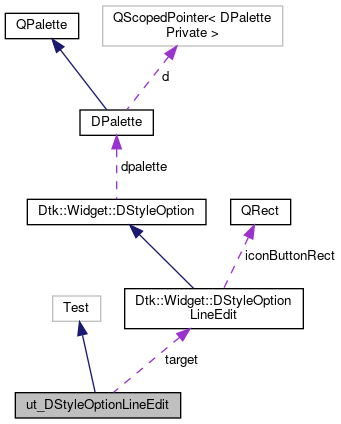 QPalette
QScopedPointer< DPalette
Private >
d
DPalette
dpalette
Dtk::Widget::DStyleOption
QRect
iconButtonRect
Dtk::Widget::DStyleOption
LineEdit
Test
target
ut_DStyleOptionLineEdit